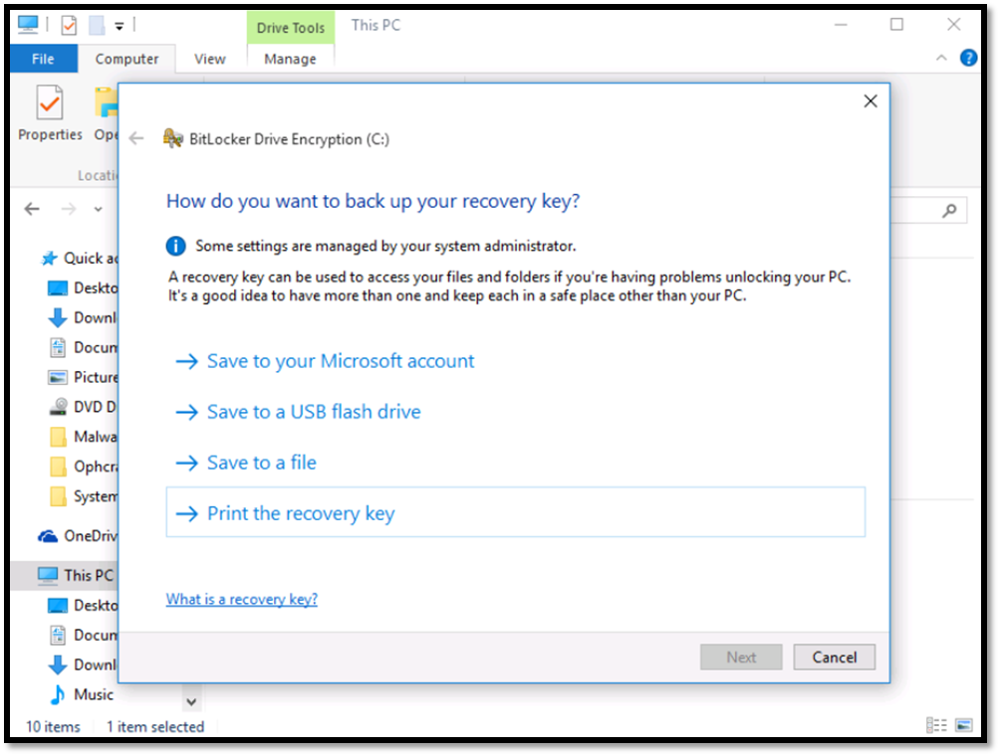 Drive Tools
This PC
File
Computer
View
Manage
Properties
Ope
Locati
BitLocker Drive Encryption (C:)
How do you want to back up your recovery key?
Some settings are managed by your system administrator.
A recovery key can be used to access your files and folders if you're having problems unlocking your PC.
It's a good idea to have more than one and keep each in a safe place other than your PC.
Save to your Microsoft account
Save to a USB flash drive
Save to a file
Print the recovery key
What is a recovery key?
Next
Cancel
Quick ac
Deskto
Downl
Docum
Picture
DVD D
Malwa
Ophcra
System
OneDriv
This PC
Deskto
Docum
Downl
Music
10 items
1 item selected